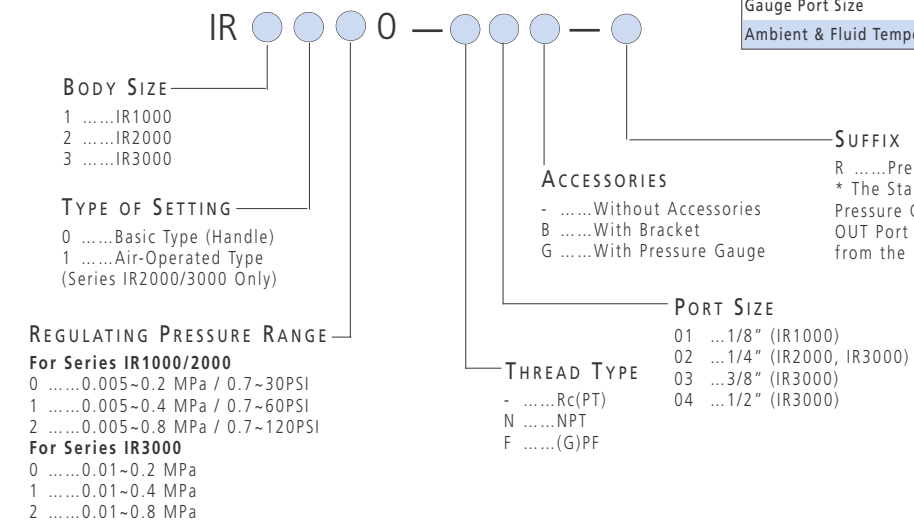 Gauge Port Size
Ambient & Fluid
IR 0 — —
BODY SIZE
1 ......IR1000
2 ......IR2000
3 ......IR3000
TYPE OF SETTING
0 ......Basic Type (Handle)
1 ......Air-Operated Type
(Series IR2000/3000 Only)
REGULATING PRESSURE RANGE
For Series IR1000/2000
0 ......0.005~0.2 MPa / 0.7~30PSI
1 ......0.005~0.4 MPa / 0.7~60PSI
2 ......0.005~0.8 MPa / 0.7~120PSI
For Series IR3000
0 ......0.01~0.2 MPa
1 ......0.01~0.4 MPa
2 ......0.01~0.8 MPa
THREAD TYPE
- ......Rc(PT)
N ......NPT
F ......(G)PF
PORT SIZE
01 ...1/8" (IR1000)
02 ...1/4" (IR2000, IR3000)
03 ...3/8" (IR3000)
04 ...1/2" (IR3000)
ACCESSORIES
- ......Without Accessories
B ......With Bracket
G ......With Pressure Gauge
SUFFIX
R ......Pre
* The Sta
Pressure
OUT Port
from the